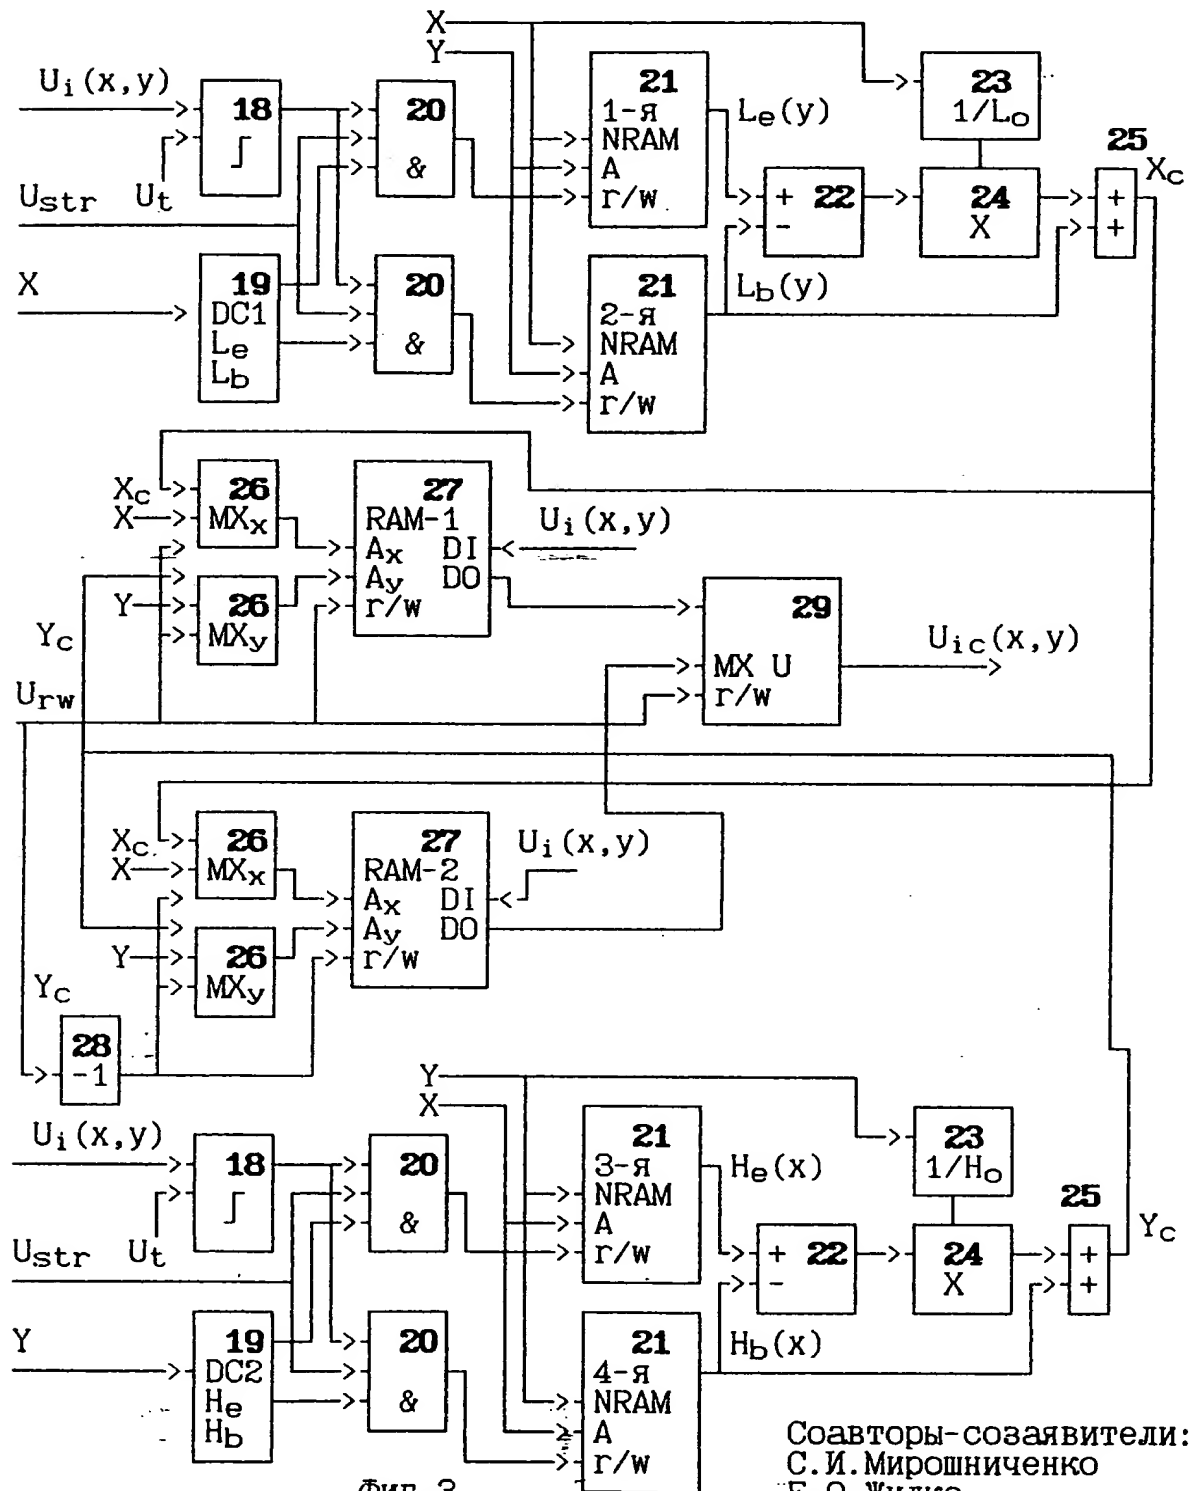 X
Y
Ui(x,y)
18
Ustr
Ut
X
19
DC1
Le
Lb
20
&
20
&
21
1-я
NRAM
A
r/w
21
2-я
NRAM
A
r/w
Le(y)
Lb(y)
+ 22
-
23
1/Lo
24
X
25
+
+
Xc
Xc
X
26
MXx
Y
26
MXy
Yc
Urw
27
RAM-1
Ax DI
Ay DO
r/w
Ui(x,y)
29
MX U
r/w
Uic(x,y)
Xc
X
26
MXx
Y
26
MXy
Yc
28
-1
27
RAM-2
Ax DI
Ay DO
r/w
Ui(x,y)
Y
X
Ui(x,y)
18
Ustr
Ut
Y
19
DC2
He
Hb
20
&
20
&
21
3-я
NRAM
A
r/w
21
4-я
NRAM
A
r/w
He(x)
Hb(x)
+ 22
-
23
1/Ho
24
X
25
+
+
Yc
Соавторы-созаявители:
С.И.Мирошниченко